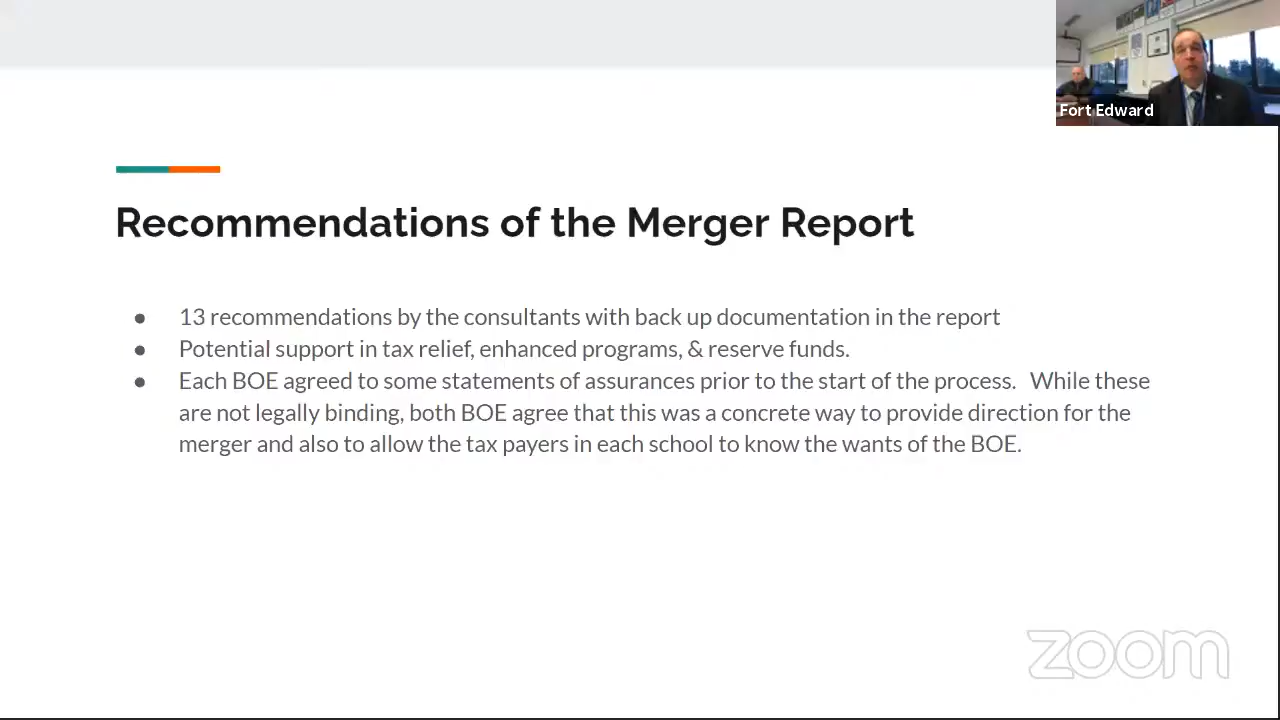 Fort Edward
Recommendations of the Merger Report
● 13 recommendations by the consultants with back up documentation in the report
● Potential support in tax relief, enhanced programs, & reserve funds.
● Each BOE agreed to some statements of assurances prior to the start of the process. While these
are not legally binding, both BOE agree that this was a concrete way to provide direction for the
merger and also to allow the tax payers in each school to know the wants of the BOE.
zoom